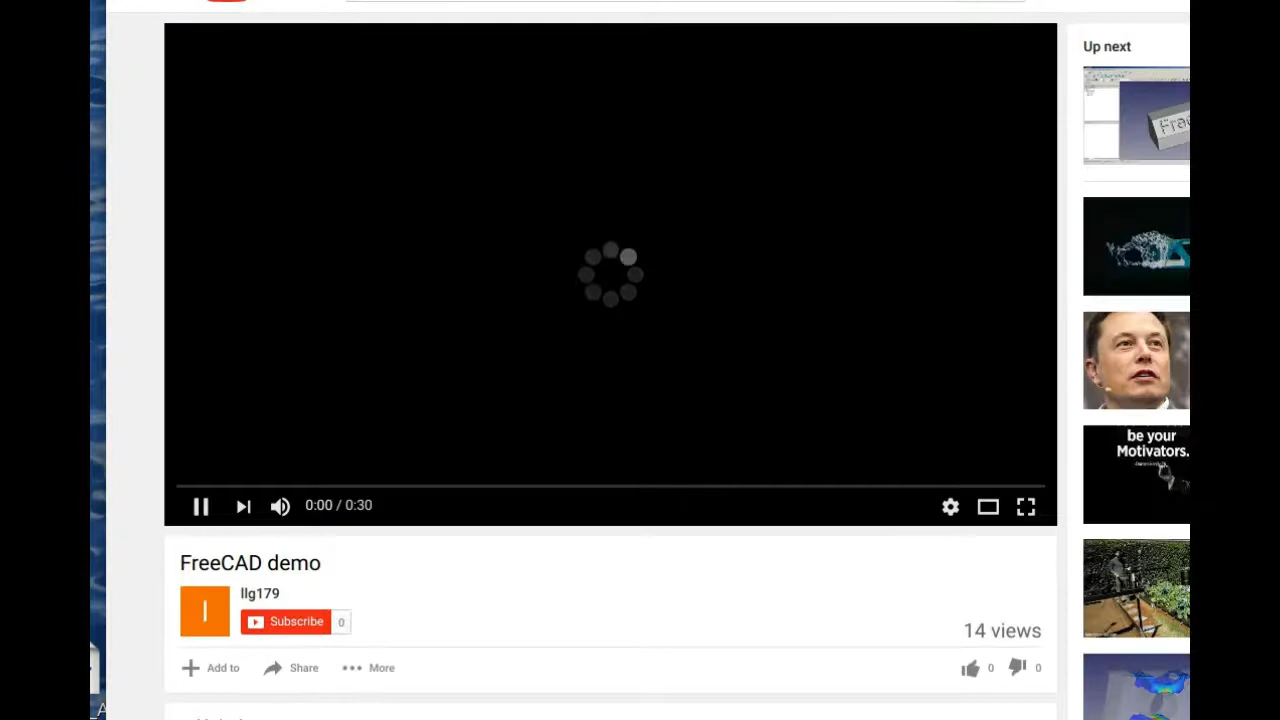 Up next
Frac
be your
Motivators.
0:00 / 0:30
FreeCAD demo
llg179
Subscribe 0
14 views
Add to Share More 0 0